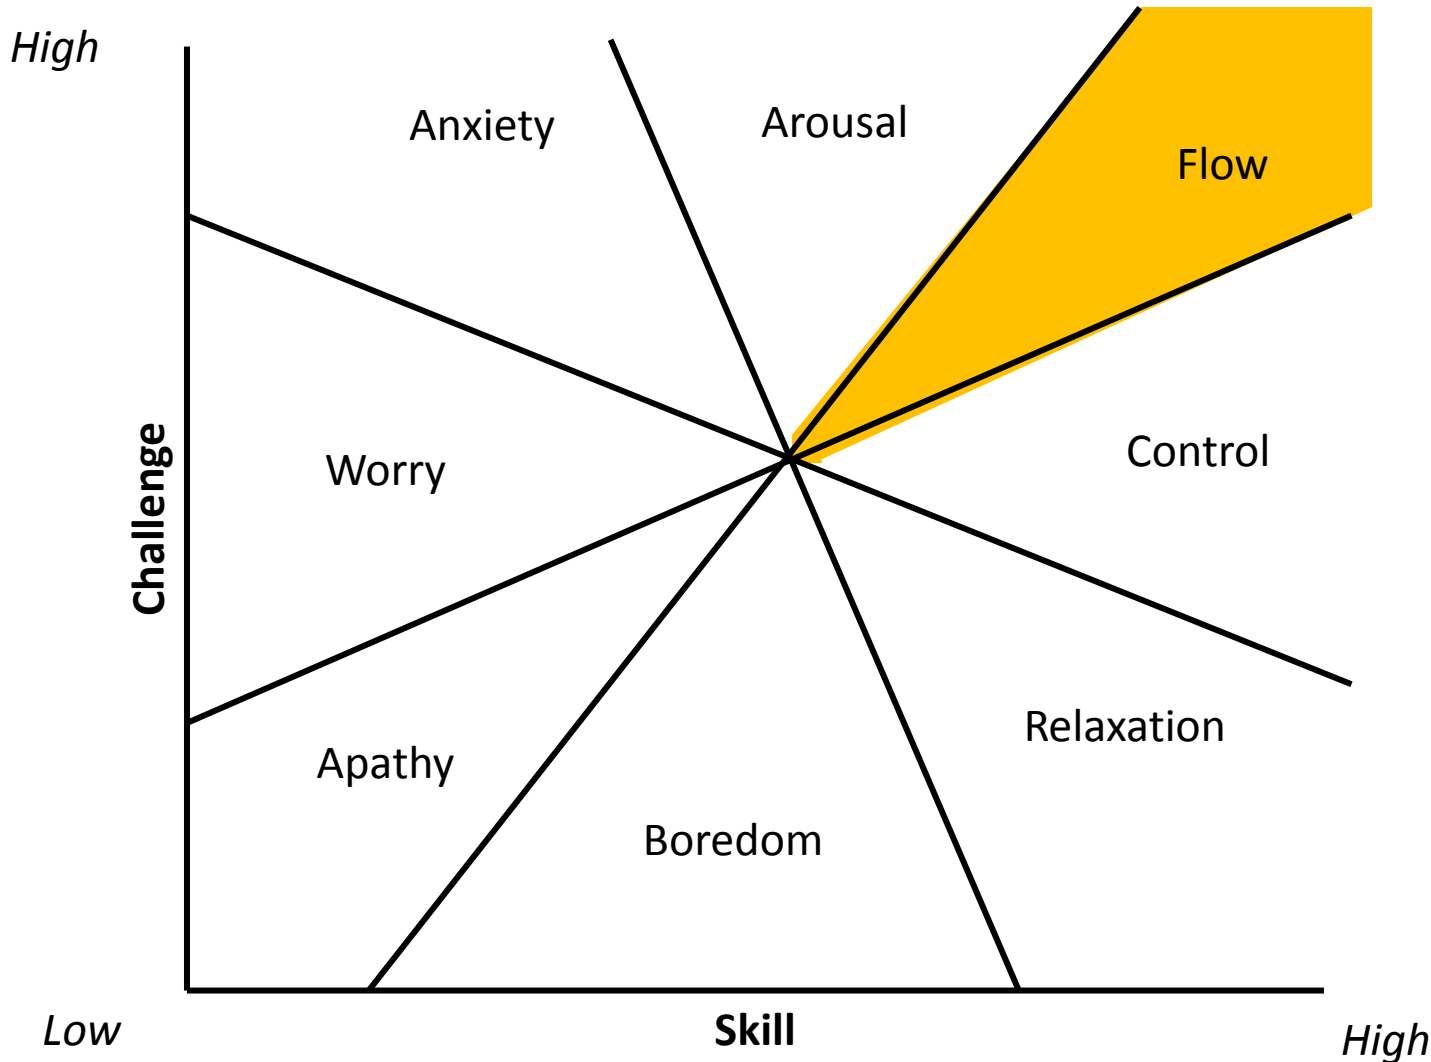 High
Anxiety
Arousal
Flow
Challenge
Worry
Control
Apathy
Relaxation
Boredom
Low
Skill
High